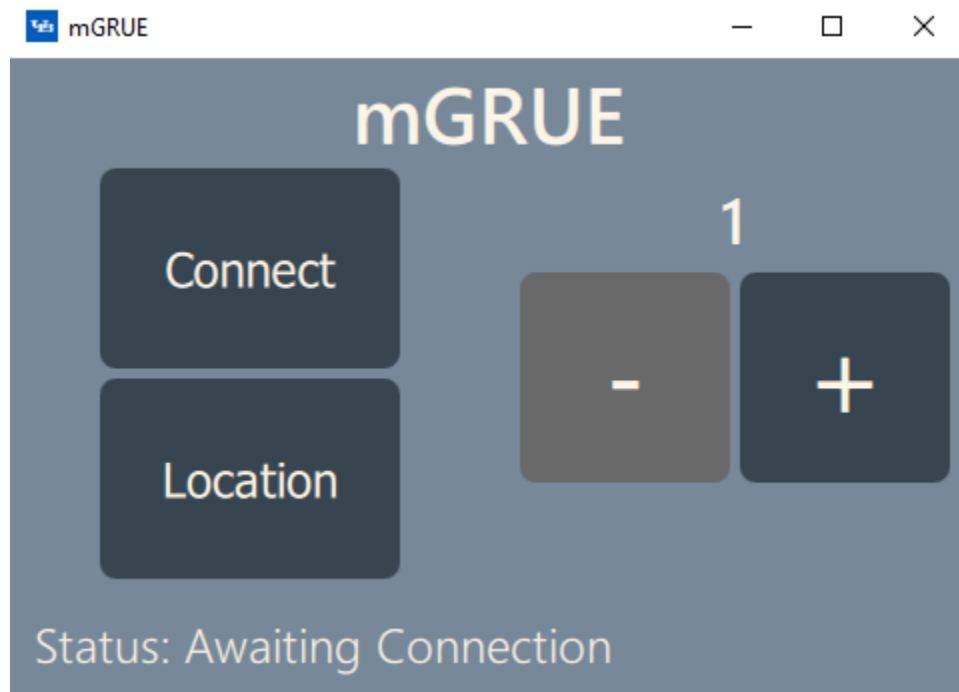 mGRUE
mGRUE
Connect
1
- +
Location
Status: Awaiting Connection